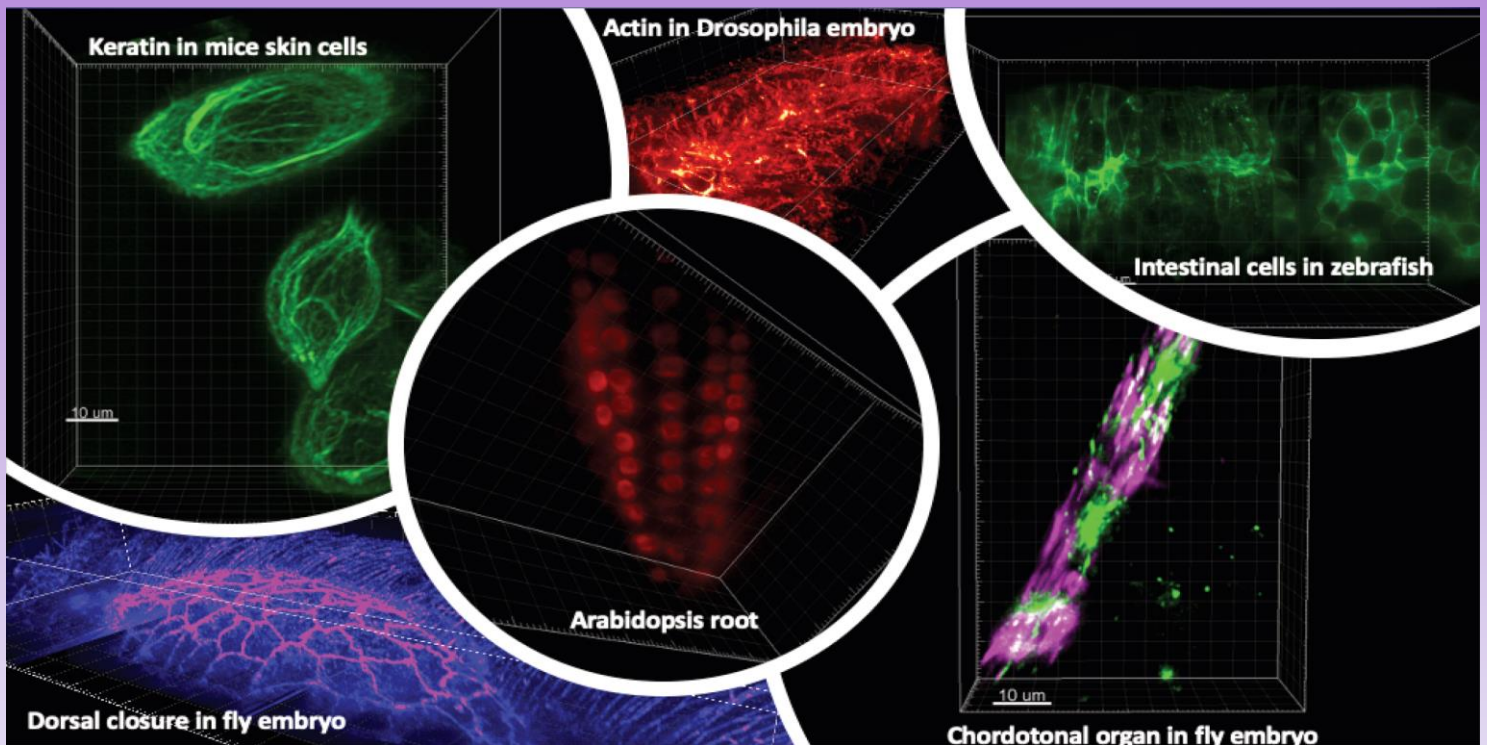 Keratin in mice skin cells
Actin in Drosophila embryo
Intestinal cells in zebrafish
10 um
Arabidopsis root
10 um
Dorsal closure in fly embryo
Chordotonal organ in fly embryo